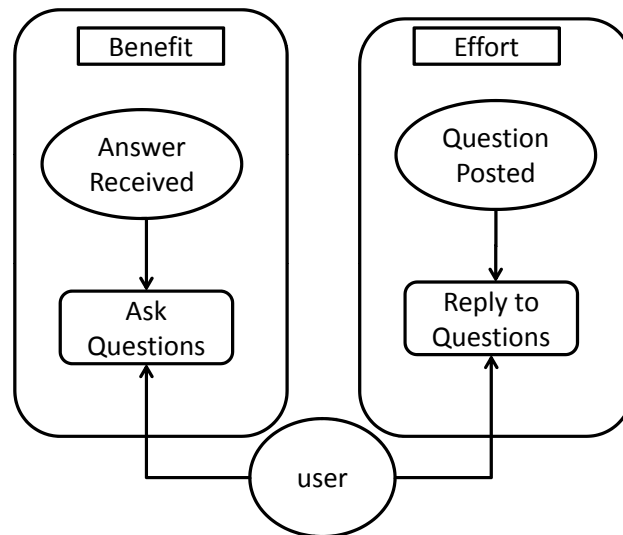 Benefit
Answer
Received
Ask
Questions
Effort
Question
Posted
Reply to
Questions
user